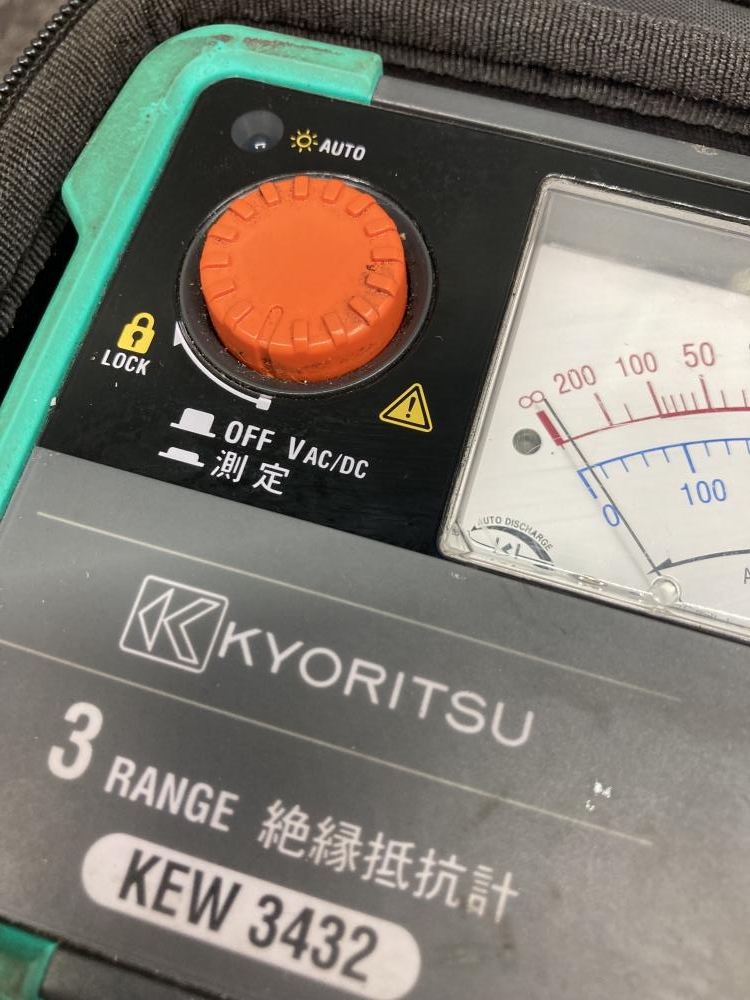 AUTO
LOCK
OFF V AC/DC
測定
∞ 200 100 50
0 100
AUTO DISCHARGE
KYORITSU
3 RANGE 絶縁抵抗計
KEW 3432